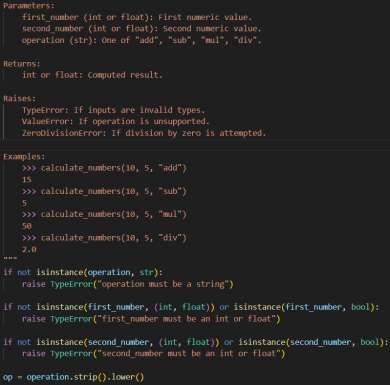 Parameters:
first_number (int or float): First numeric value.
second_number (int or float): Second numeric value.
operation (str): One of "add", "sub", "mul", "div".
Returns:
int or float: Computed result.
Raises:
TypeError: If inputs are invalid types.
ValueError: If operation is unsupported.
ZeroDivisionError: If division by zero is attempted.
Examples:
>>> calculate_numbers(10, 5, "add")
15
>>> calculate_numbers(10, 5, "sub")
5
>>> calculate_numbers(10, 5, "mul")
50
>>> calculate_numbers(10, 5, "div")
2.0
"""
if not isinstance(operation, str):
raise TypeError("operation must be a string")
if not isinstance(first_number, (int, float)) or isinstance(first_number, bool):
raise TypeError("first_number must be an int or float")
if not isinstance(second_number, (int, float)) or isinstance(second_number, bool):
raise TypeError("second_number must be an int or float")
op = operation.strip().lower()